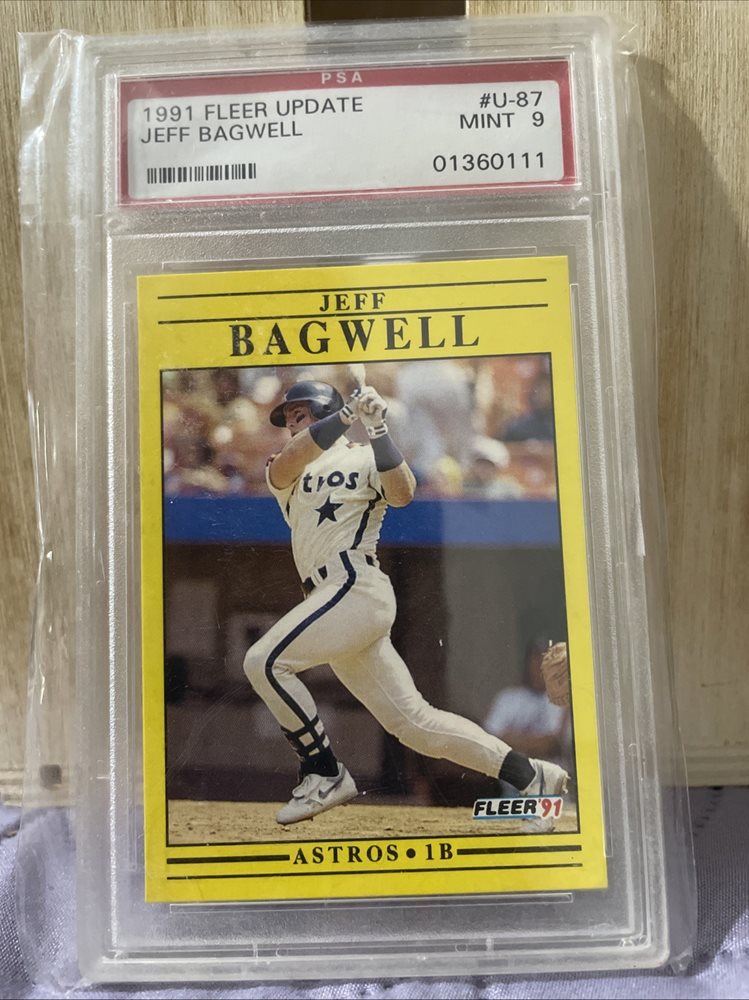 PSA
1991 FLEER UPDATE #U-87
JEFF BAGWELL MINT 9
01360111
JEFF
BAGWELL
tros
FLEER'91
ASTROS • 1B